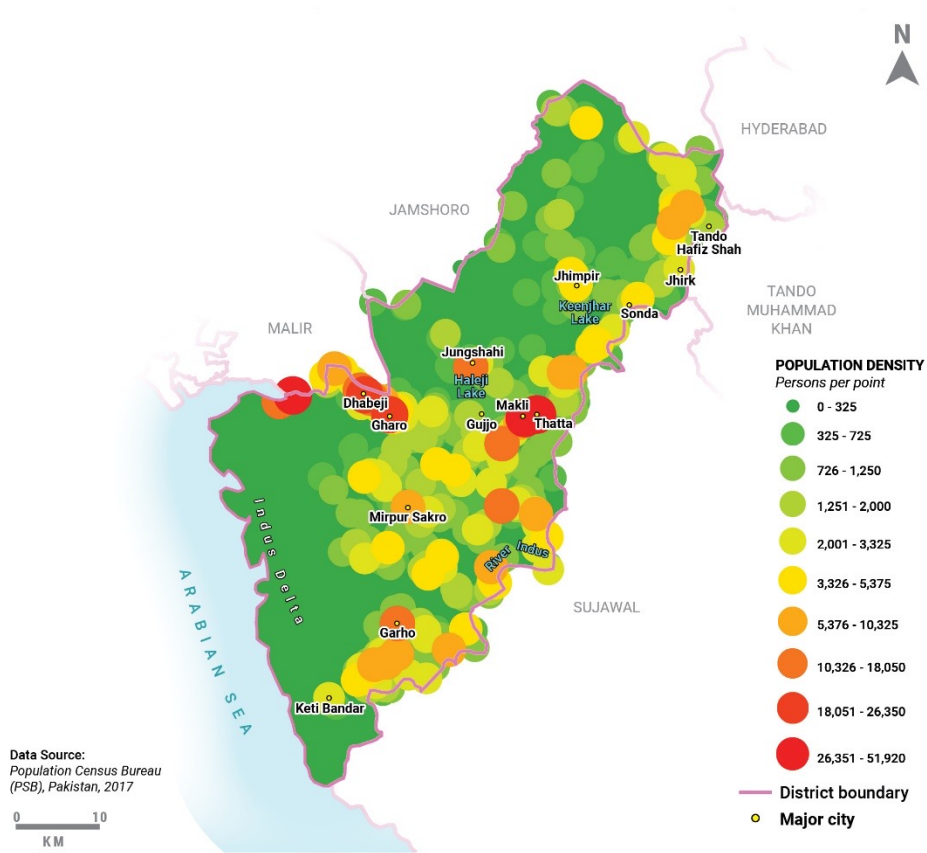 N
HYDERABAD
JAMSHORO
Tando
Hafiz Shah
Jhirk
Jhimpir
Keenjhar
Lake
Sonda
TANDO
MUHAMMAD
KHAN
MALIR
Jungshahi
Haleji
Lake
Dhabeji
Gharo
Gujjo
Makli
Thatta
Mirpur Sakro
River Indus
Indus Delta
ARABIAN SEA
SUJAWAL
Garho
Keti Bandar
POPULATION DENSITY
Persons per point
0 - 325
325 - 725
726 - 1,250
1,251 - 2,000
2,001 - 3,325
3,326 - 5,375
5,376 - 10,325
10,326 - 18,050
18,051 - 26,350
26,351 - 51,920
District boundary
Major city
Data Source:
Population Census Bureau
(PSB), Pakistan, 2017
0 10
KM